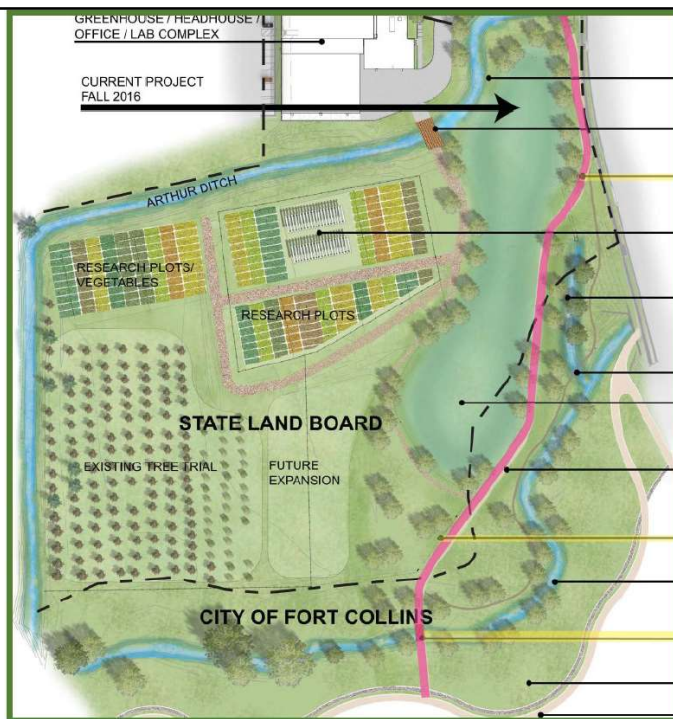 GREENHOUSE / HEADHOUSE /
OFFICE / LAB COMPLEX
CURRENT PROJECT
FALL 2016
ARTHUR DITCH
RESEARCH PLOTS/
VEGETABLES
RESEARCH PLOTS
STATE LAND BOARD
EXISTING TREE TRIAL
FUTURE
EXPANSION
CITY OF FORT COLLINS